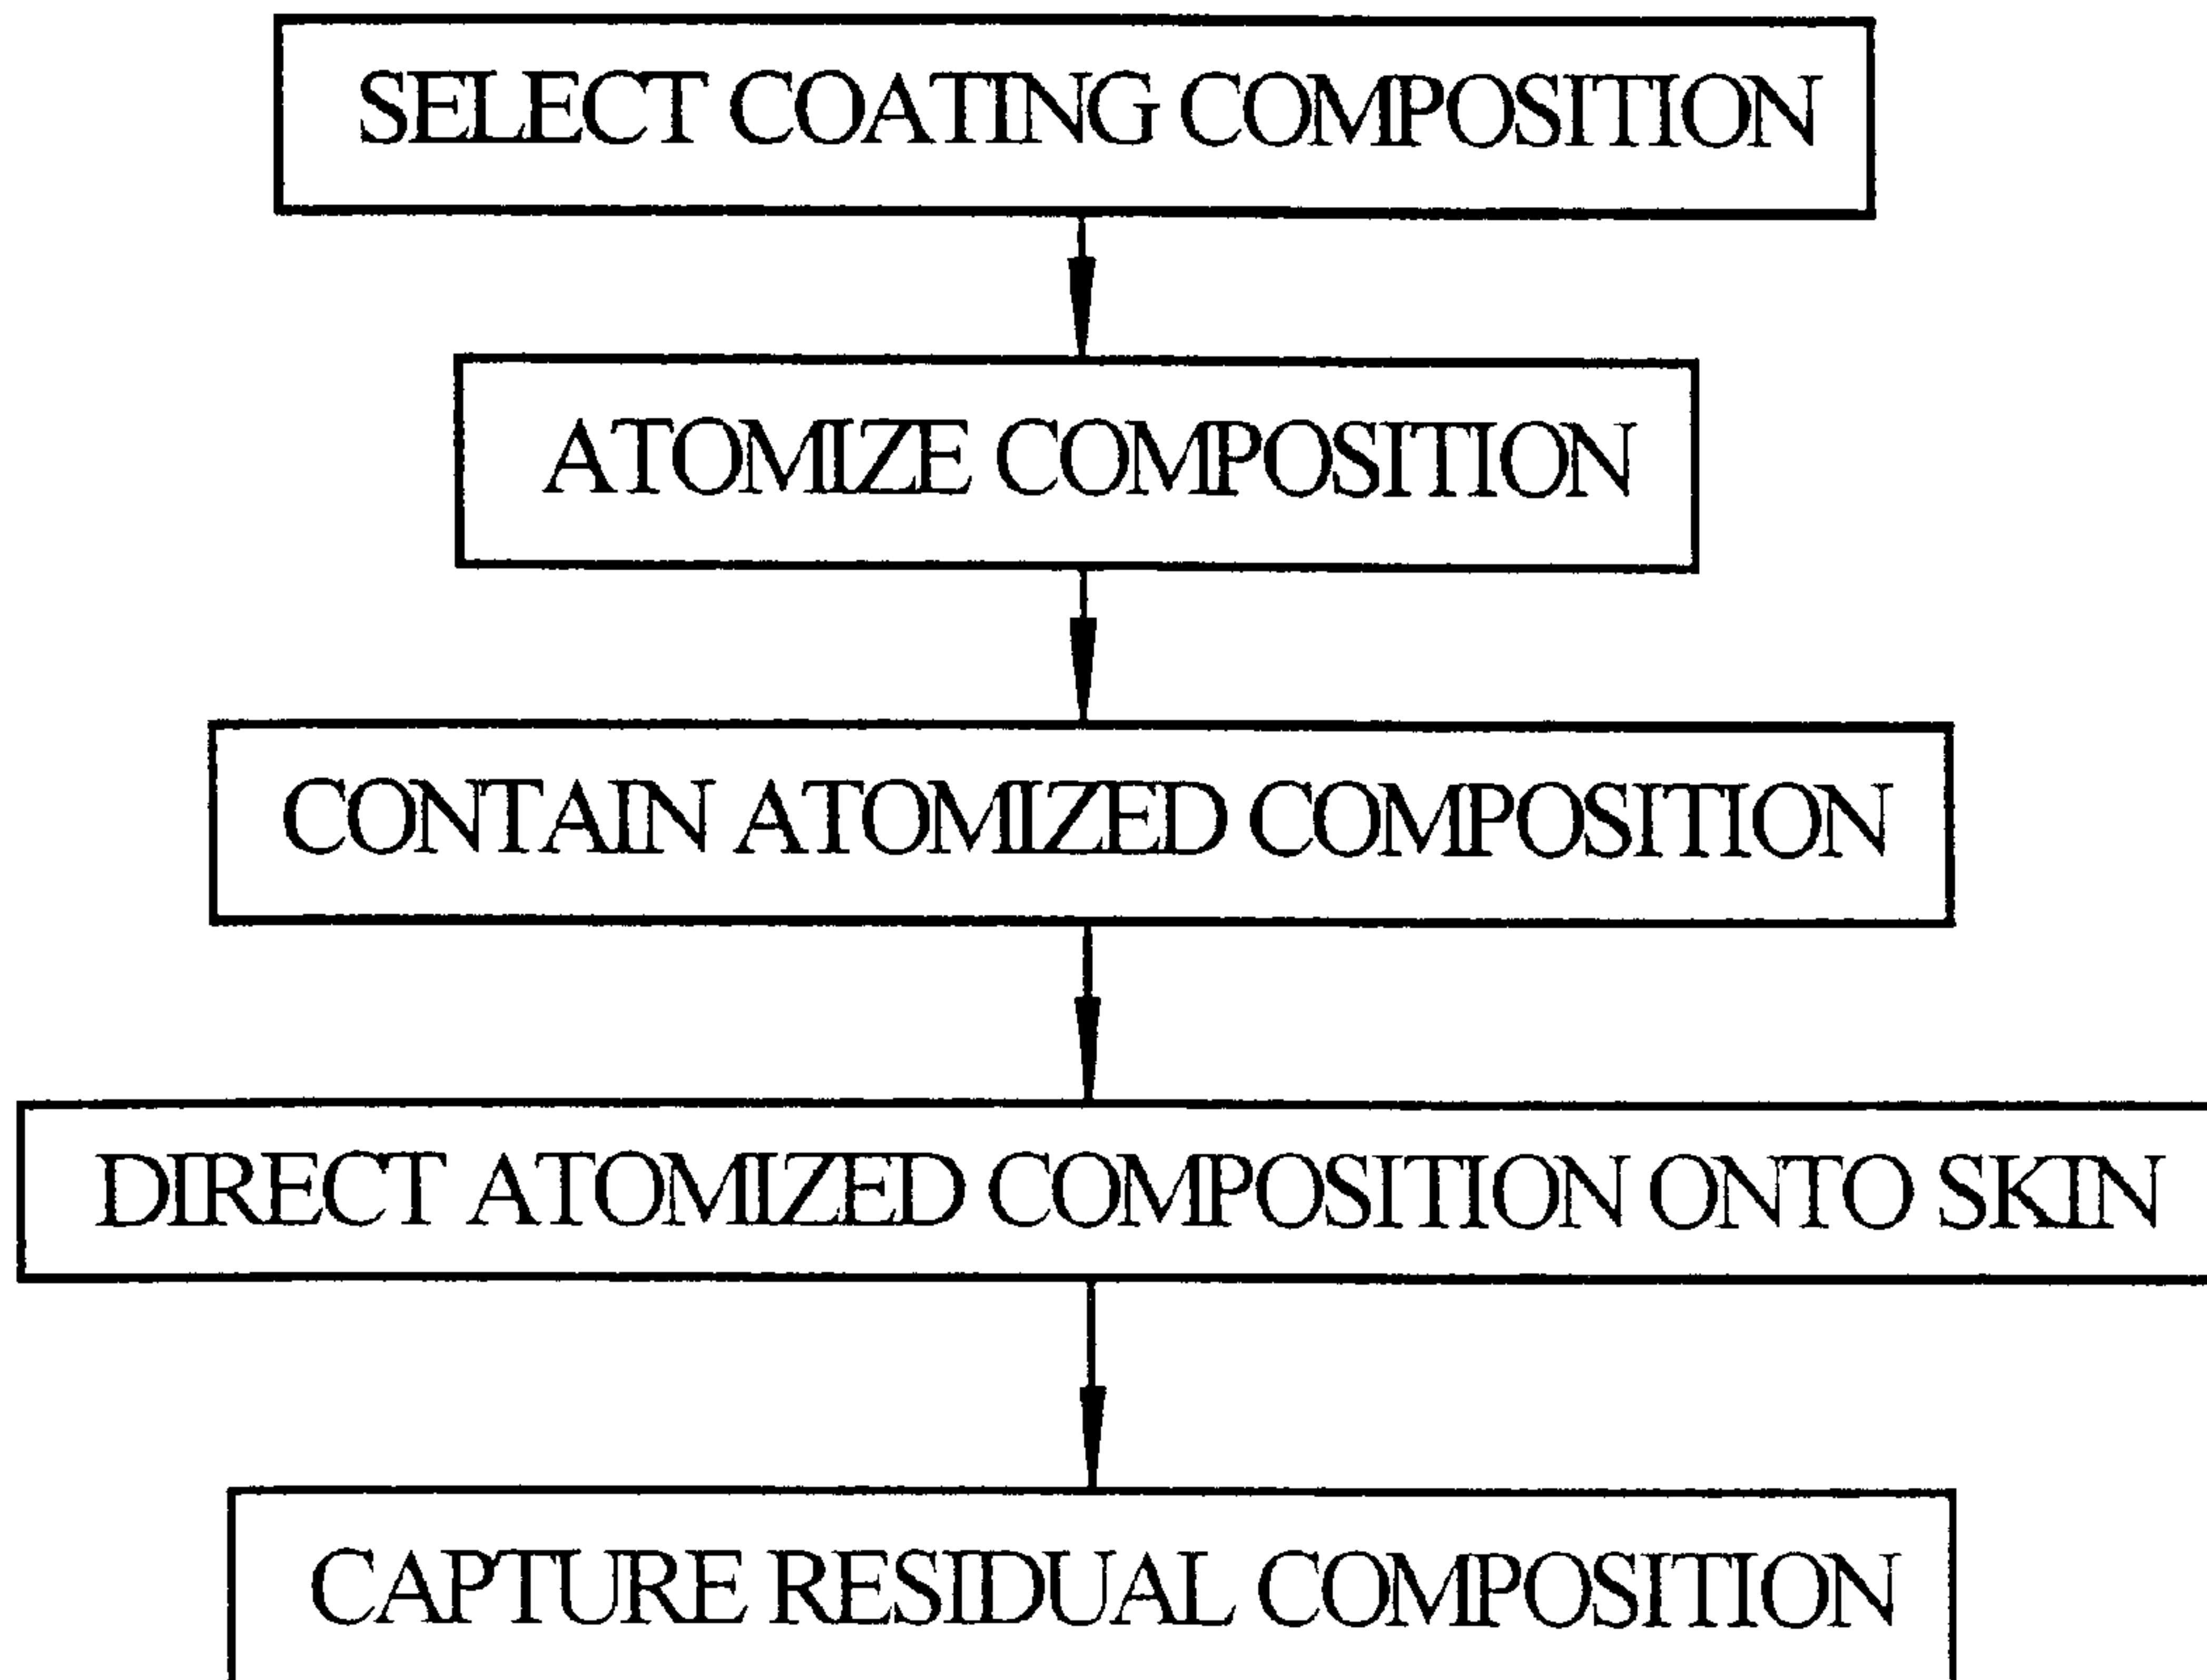 SELECT COATING COMPOSITION
ATOMIZE COMPOSITION
CONTAIN ATOMIZED COMPOSITION
DIRECT ATOMIZED COMPOSITION ONTO SKIN
CAPTURE RESIDUAL COMPOSITION